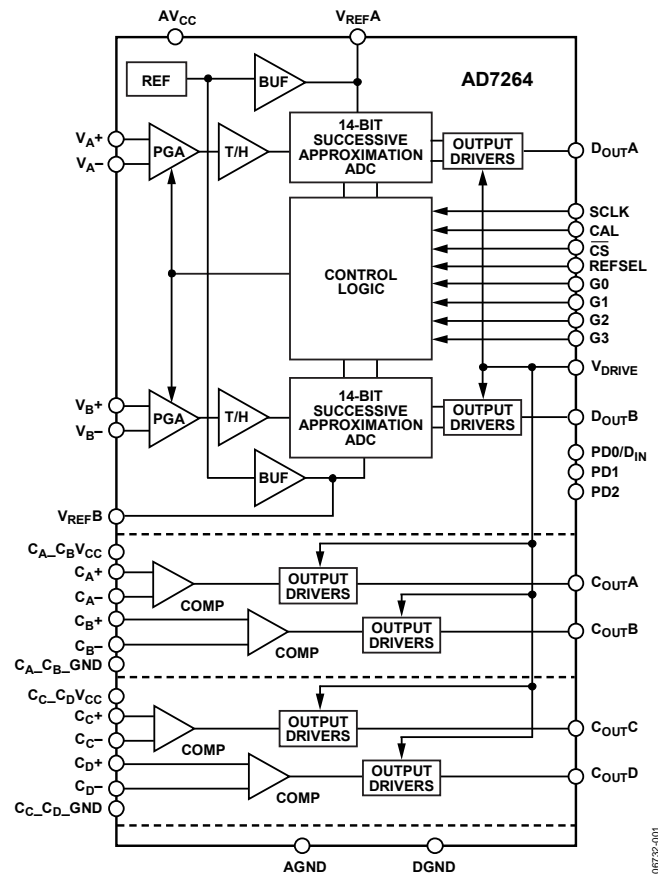 AVCC
VREFA
REF
BUF
AD7264
VA+
VA–
PGA
T/H
14-BIT
SUCCESSIVE
APPROXIMATION
ADC
OUTPUT
DRIVERS
DOUTA
SCLK
CAL
CS
REFSEL
G0
G1
G2
G3
CONTROL
LOGIC
VDRIVE
VB+
VB–
PGA
T/H
14-BIT
SUCCESSIVE
APPROXIMATION
ADC
OUTPUT
DRIVERS
DOUTB
PD0/DIN
PD1
PD2
BUF
VREFB
CA_CBVCC
CA+
CA–
COMP
OUTPUT
DRIVERS
COUTA
CB+
CB–
COMP
OUTPUT
DRIVERS
COUTB
CA_CB_GND
CC_CDVCC
CC+
CC–
COMP
OUTPUT
DRIVERS
COUTC
CD+
CD–
COMP
OUTPUT
DRIVERS
COUTD
CC_CD_GND
AGND
DGND
06732-001